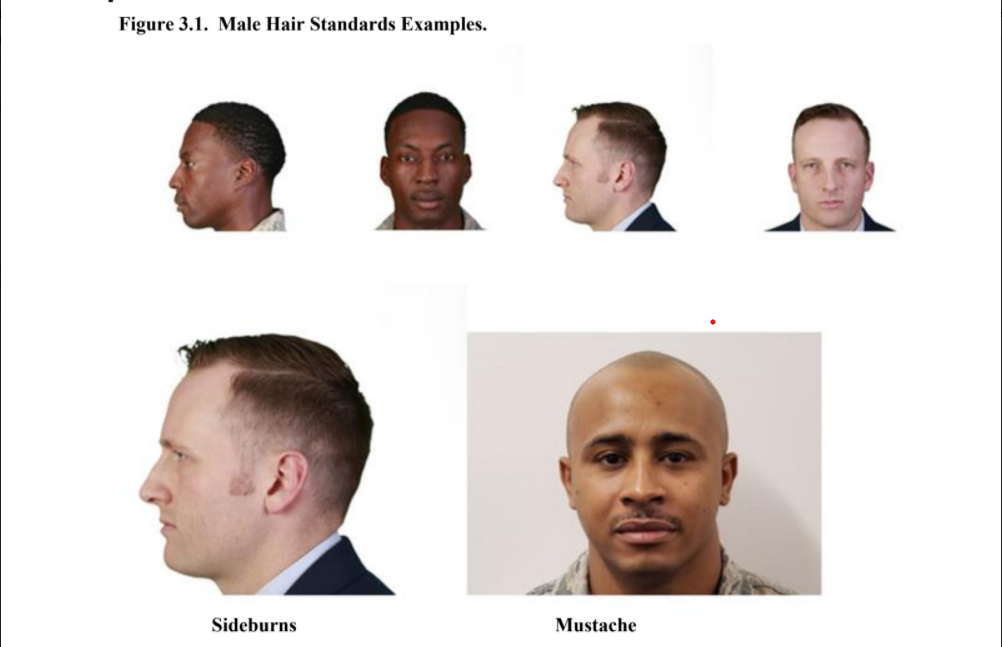 Figure 3.1. Male Hair Standards Examples.
Sideburns
Mustache